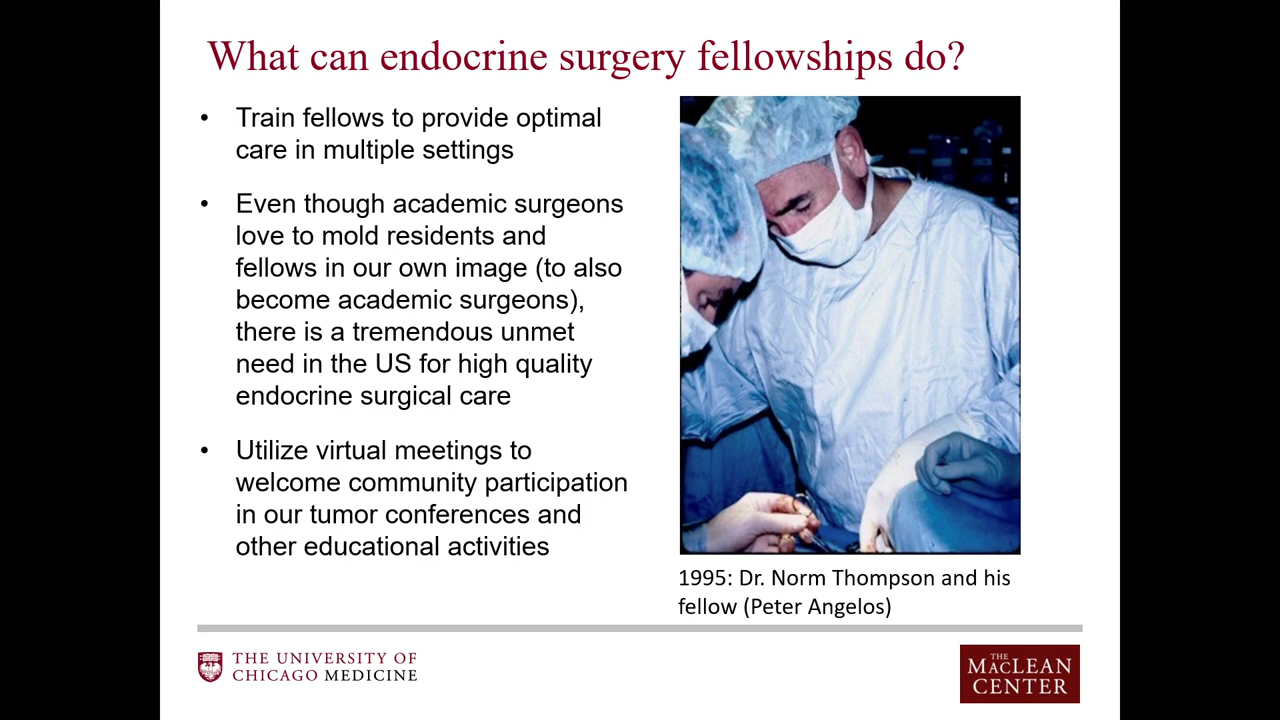 What can endocrine surgery fellowships do?
• Train fellows to provide optimal
care in multiple settings
• Even though academic surgeons
love to mold residents and
fellows in our own image (to also
become academic surgeons),
there is a tremendous unmet
need in the US for high quality
endocrine surgical care
• Utilize virtual meetings to
welcome community participation
in our tumor conferences and
other educational activities
1995: Dr. Norm Thompson and his
fellow (Peter Angelos)
THE UNIVERSITY OF
CHICAGO MEDICINE
THE
MACLEAN
CENTER